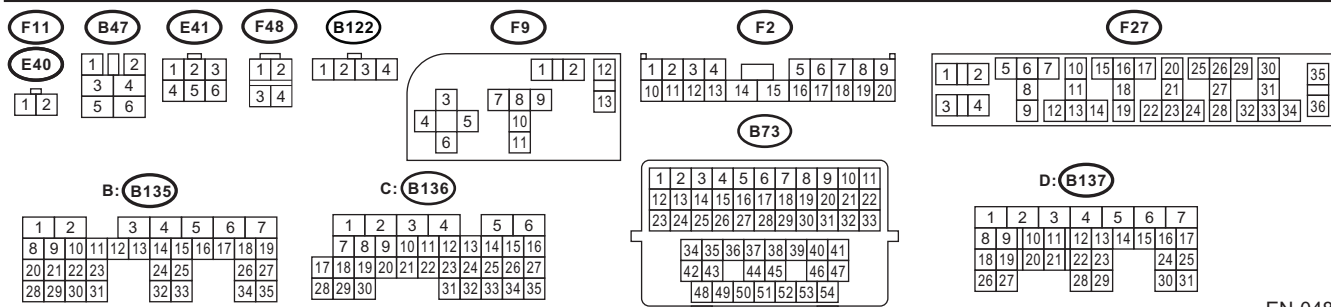 F11 B47 E41 F48 B122 F9 F2 F27
E40
1 2
1 2
3 4
5 6
1 2 3
4 5 6
1 2
3 4
1 2 3 4
1 2 12
3 7 8 9 13
4 5 10
6 11
1 2 3 4 5 6 7 8 9
10 11 12 13 14 15 16 17 18 19 20
1 2 5 6 7 10 15 16 17 20 25 26 29 30 35
8 11 18 21 27 31
3 4 9 12 13 14 19 22 23 24 28 32 33 34 36
B73
1 2 3 4 5 6 7 8 9 10 11
12 13 14 15 16 17 18 19 20 21 22
23 24 25 26 27 28 29 30 31 32 33
34 35 36 37 38 39 40 41
42 43 44 45 46 47
48 49 50 51 52 53 54
B: B135
1 2 3 4 5 6 7
8 9 10 11 12 13 14 15 16 17 18 19
20 21 22 23 24 25 26 27
28 29 30 31 32 33 34 35
C: B136
1 2 3 4 5 6
7 8 9 10 11 12 13 14 15 16
17 18 19 20 21 22 23 24 25 26 27
28 29 30 31 32 33 34 35
D: B137
1 2 3 4 5 6 7
8 9 10 11 12 13 14 15 16 17
18 19 20 21 22 23 24 25
26 27 28 29 30 31